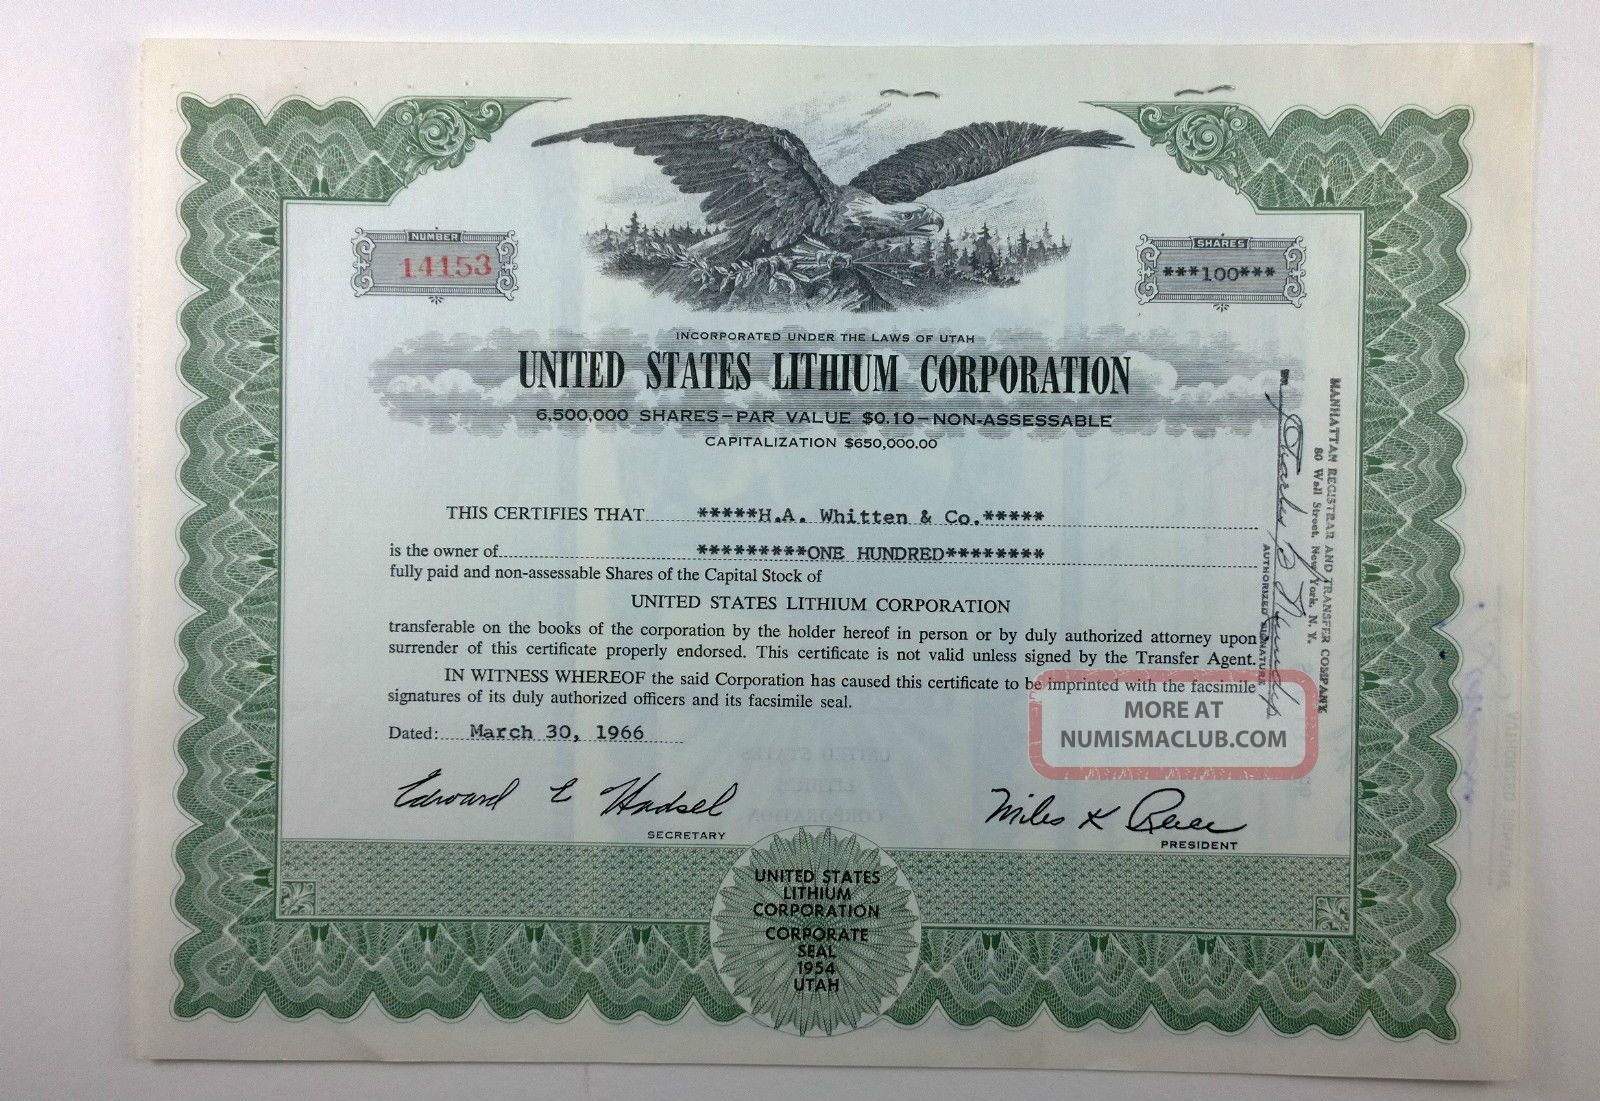 NUMBER
14153
SHARES
***100***
INCORPORATED UNDER THE LAWS OF UTAH
UNITED STATES LITHIUM CORPORATION
6,500,000 SHARES–PAR VALUE $0.10–NON-ASSESSABLE
CAPITALIZATION $650,000.00
THIS CERTIFIES THAT *****H.A. Whitten & Co.*****
is the owner of *********ONE HUNDRED********
fully paid and non-assessable Shares of the Capital Stock of
UNITED STATES LITHIUM CORPORATION
transferable on the books of the corporation by the holder hereof in person or by duly authorized attorney upon
surrender of this certificate properly endorsed. This certificate is not valid unless signed by the Transfer Agent.
IN WITNESS WHEREOF the said Corporation has caused this certificate to be imprinted with the facsimile
signatures of its duly authorized officers and its facsimile seal.
Dated: March 30, 1966
Edward E Hadsel
SECRETARY
Miles K
PRESIDENT
UNITED STATES
LITHIUM
CORPORATION
CORPORATE
SEAL
1954
UTAH
MANHATTAN REGISTRAR AND TRANSFER COMPANY
80 Wall Street, New York, N. Y.
Charles
AUTHORIZED SIGNATURE
MORE AT
NUMISMACLUB.COM